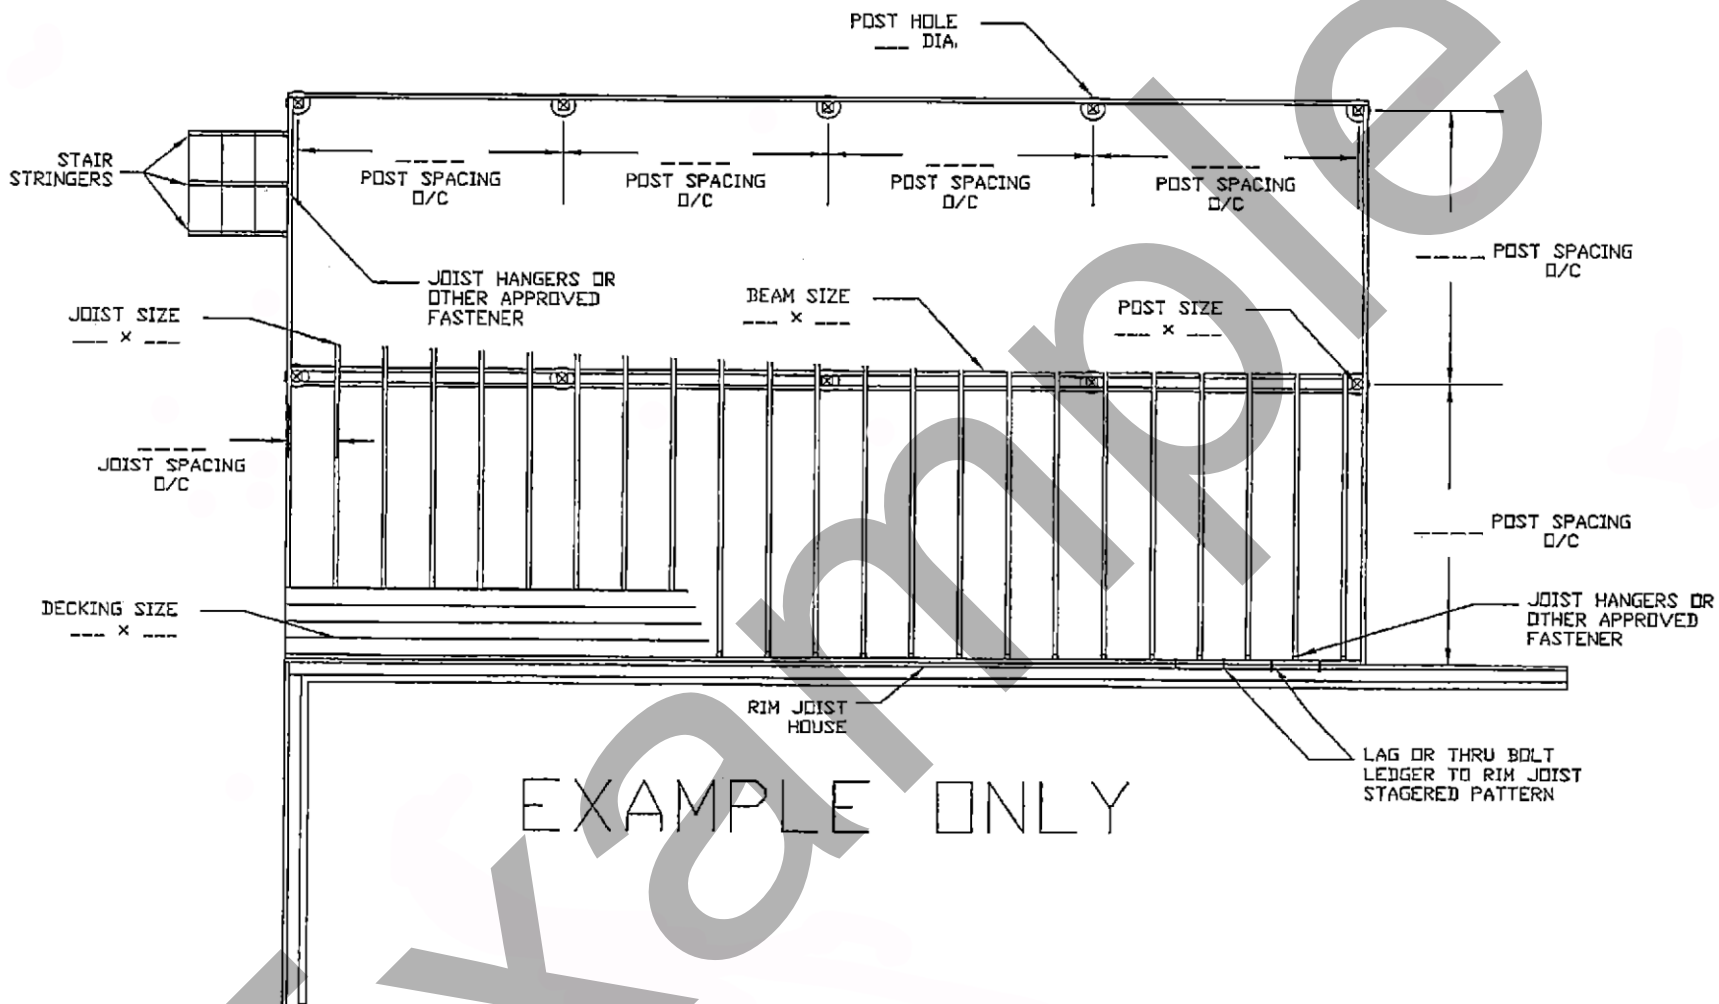 POST HOLE
___ DIA.
STAIR
STRINGERS
____
POST SPACING
O/C
____
POST SPACING
O/C
____
POST SPACING
O/C
____
POST SPACING
O/C
____ POST SPACING
O/C
JOIST HANGERS OR
OTHER APPROVED
FASTENER
JOIST SIZE
___ X ___
BEAM SIZE
___ X ___
POST SIZE
___ X ___
____
JOIST SPACING
O/C
____ POST SPACING
O/C
DECKING SIZE
___ X ___
JOIST HANGERS OR
OTHER APPROVED
FASTENER
RIM JOIST
HOUSE
LAG OR THRU BOLT
LEDGER TO RIM JOIST
STAGERED PATTERN
EXAMPLE ONLY
Example